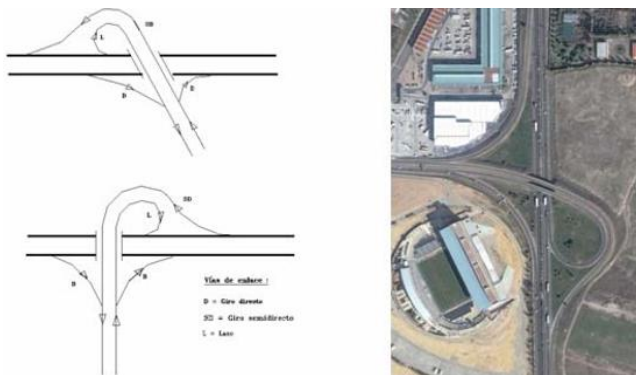 SD
L
D
D
SD
L
D
D
Vías de enlace :
D = Giro directo
SD = Giro semidirecto
L = Lazo